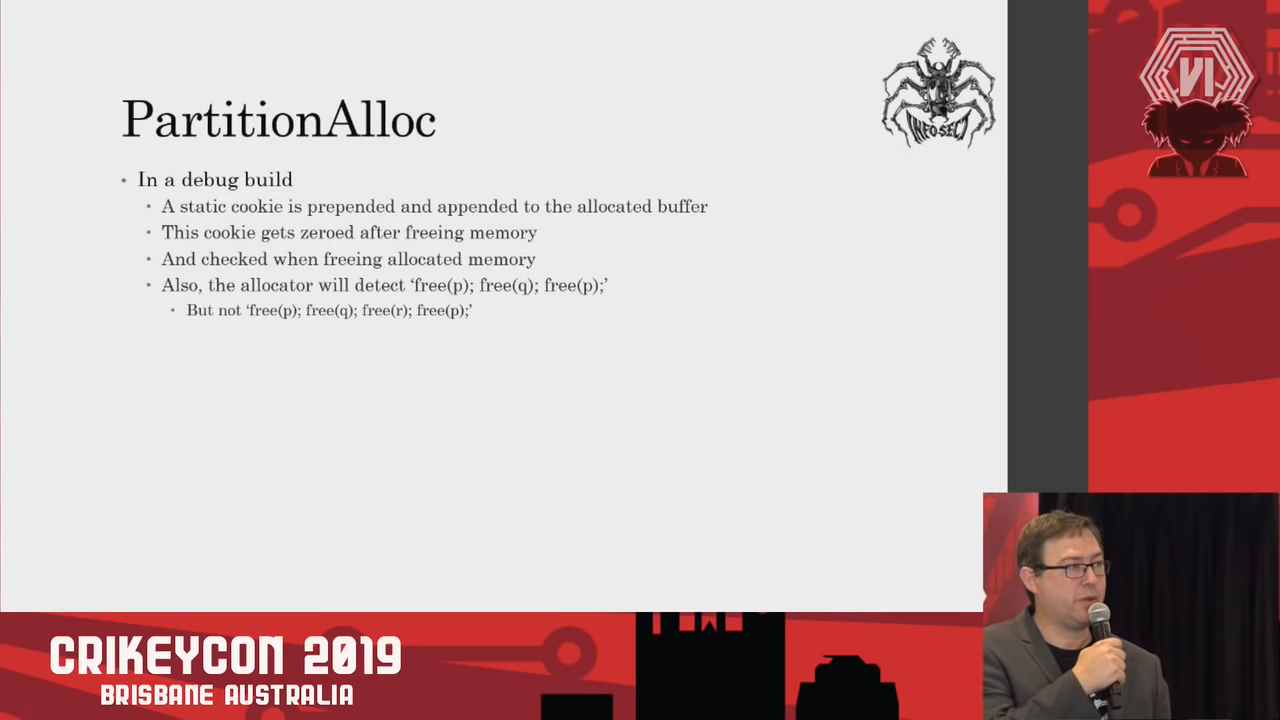 PartitionAlloc
In a debug build
A static cookie is prepended and appended to the allocated buffer
This cookie gets zeroed after freeing memory
And checked when freeing allocated memory
Also, the allocator will detect ‘free(p); free(q); free(p);’
But not ‘free(p); free(q); free(r); free(p);’
INFOSECT
VI
CRIKEYCON 2019
BRISBANE AUSTRALIA